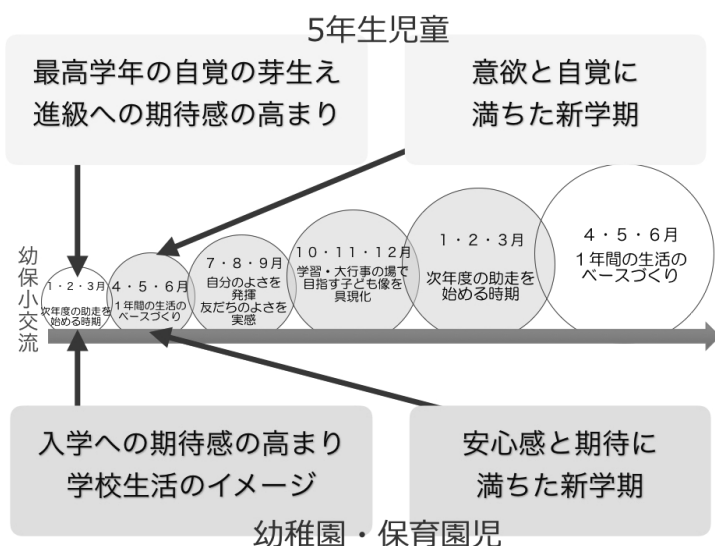 5年生児童
最高学年の自覚の芽生え
進級への期待感の高まり
意欲と自覚に
満ちた新学期
幼保小交流
1・2・3月
次年度の助走を
始める時期
4・5・6月
1年間の生活の
ベースづくり
7・8・9月
自分のよさを
発揮
友だちのよさを
実感
10・11・12月
学習・大行事の場で
目指す子ども像を
具現化
1・2・3月
次年度の助走を
始める時期
4・5・6月
1年間の生活の
ベースづくり
入学への期待感の高まり
学校生活のイメージ
安心感と期待に
満ちた新学期
幼稚園・保育園児